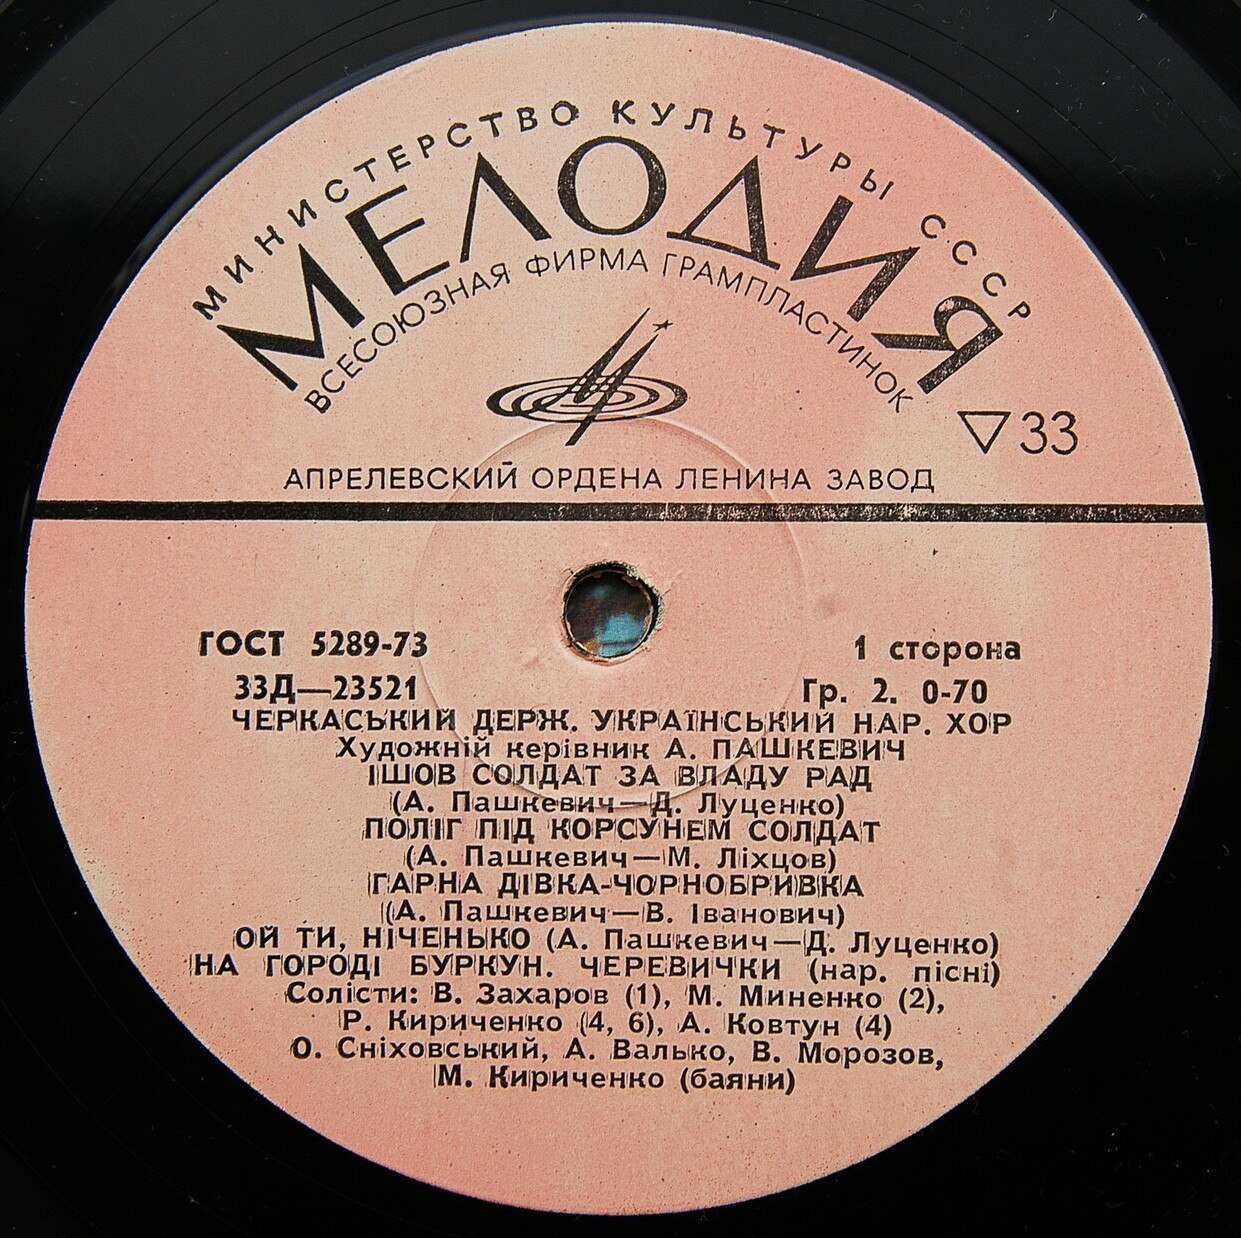 МИНИСТЕРСТВО КУЛЬТУРЫ СССР
МЕЛОДИЯ
ВСЕСОЮЗНАЯ ФИРМА ГРАМПЛАСТИНОК
▽33
АПРЕЛЕВСКИЙ ОРДЕНА ЛЕНИНА ЗАВОД
ГОСТ 5289-73
1 сторона
33Д—23521
Гр. 2. 0-70
ЧЕРКАСЬКИЙ ДЕРЖ. УКРАЇНСЬКИЙ НАР. ХОР
Художній керівник А. ПАШКЕВИЧ
ІШОВ СОЛДАТ ЗА ВЛАДУ РАД
(А. Пашкевич—Д. Луценко)
ПОЛІГ ПІД КОРСУНЕМ СОЛДАТ
(А. Пашкевич—М. Ліхцов)
ГАРНА ДІВКА-ЧОРНОБРИВКА
(А. Пашкевич—В. Іванович)
ОЙ ТИ, НІЧЕНЬКО (А. Пашкевич—Д. Луценко)
НА ГОРОДІ БУРКУН. ЧЕРЕВИЧКИ (нар. пісні)
Солісти: В. Захаров (1), М. Миненко (2),
Р. Кириченко (4, 6), А. Ковтун (4)
О. Сніховський, А. Валько, В. Морозов,
М. Кириченко (баяни)